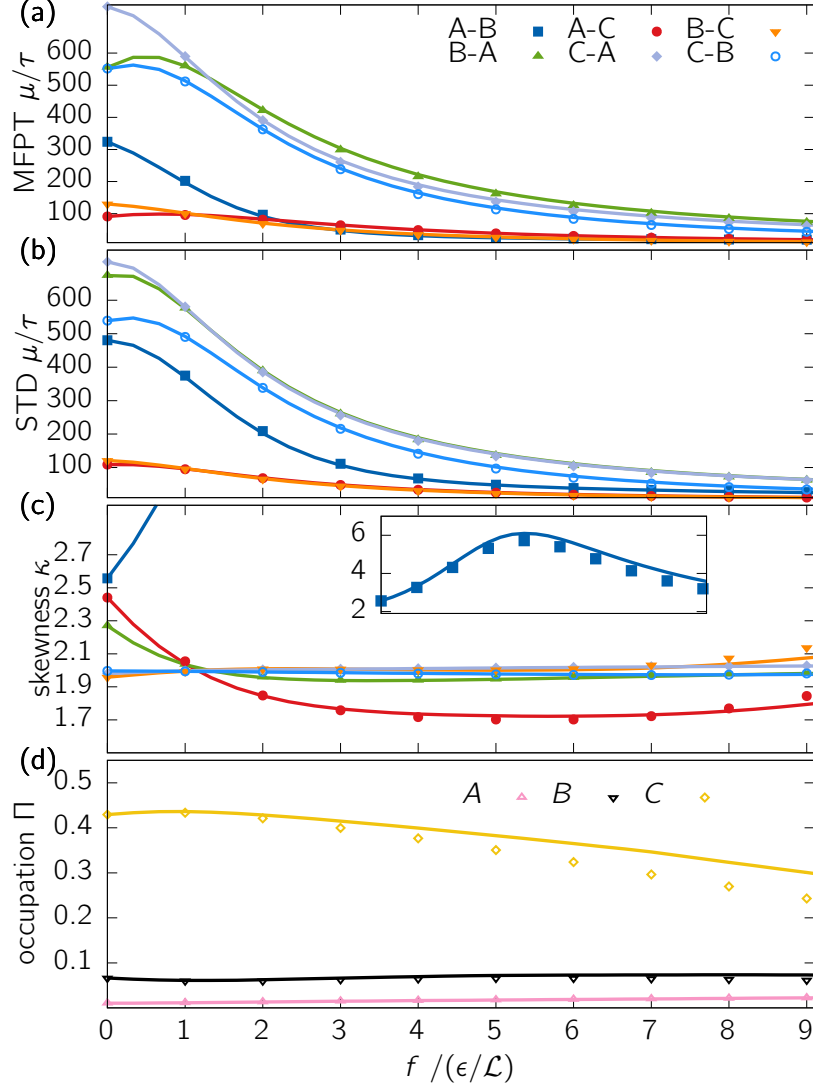 (a)
A-B A-C B-C
B-A C-A C-B
MFPT μ/τ
600
500
400
300
200
100
(b)
STD μ/τ
600
500
400
300
200
100
(c)
skewness κ
2.7
2.5
2.3
2.1
1.9
1.7
6
4
2
(d)
A B C
occupation Π
0.5
0.4
0.3
0.2
0.1
0 1 2 3 4 5 6 7 8 9
f /(ϵ/ℒ)